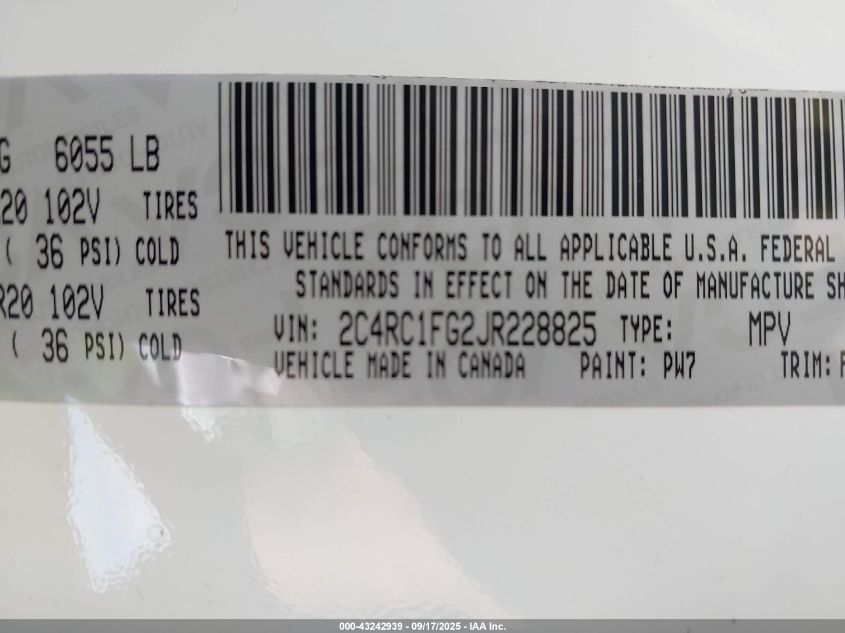 G 6055 LB
20 102V TIRES
( 36 PSI) COLD
R20 102V TIRES
( 36 PSI) COLD
THIS VEHICLE CONFORMS TO ALL APPLICABLE U.S.A. FEDERAL
STANDARDS IN EFFECT ON THE DATE OF MANUFACTURE SH
VIN: 2C4RC1FG2JR228825 TYPE: MPV
VEHICLE MADE IN CANADA PAINT: PW7 TRIM:
000-43242939 - 09/17/2025 - IAA Inc.